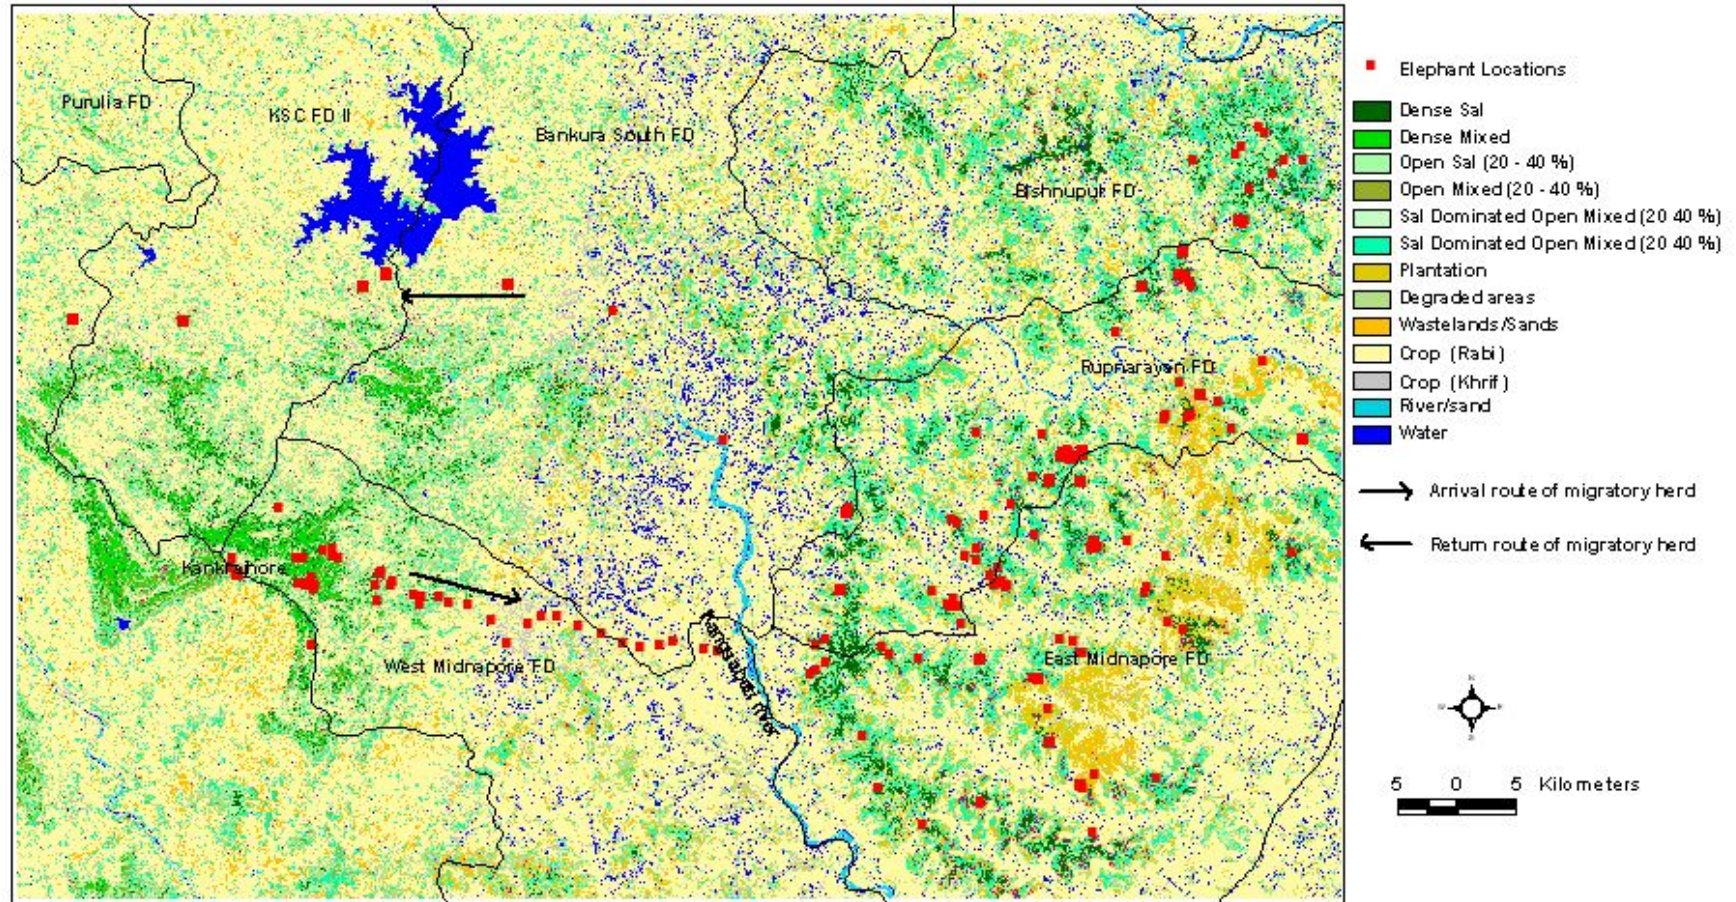 Purulia FD
KSC FD II
Bankura South FD
Bishnupur FD
Rupnarayan FD
Kankrajhore
West Midnapore FD
Kangsabati river
East Midnapore FD
Elephant Locations
Dense Sal
Dense Mixed
Open Sal (20 - 40 %)
Open Mixed (20 - 40 %)
Sal Dominated Open Mixed (20 40 %)
Sal Dominated Open Mixed (20 40 %)
Plantation
Degraded areas
Wastelands/Sands
Crop (Rabi)
Crop (Khrif)
River/sand
Water
Arrival route of migratory herd
Return route of migratory herd
5 0 5 Kilometers